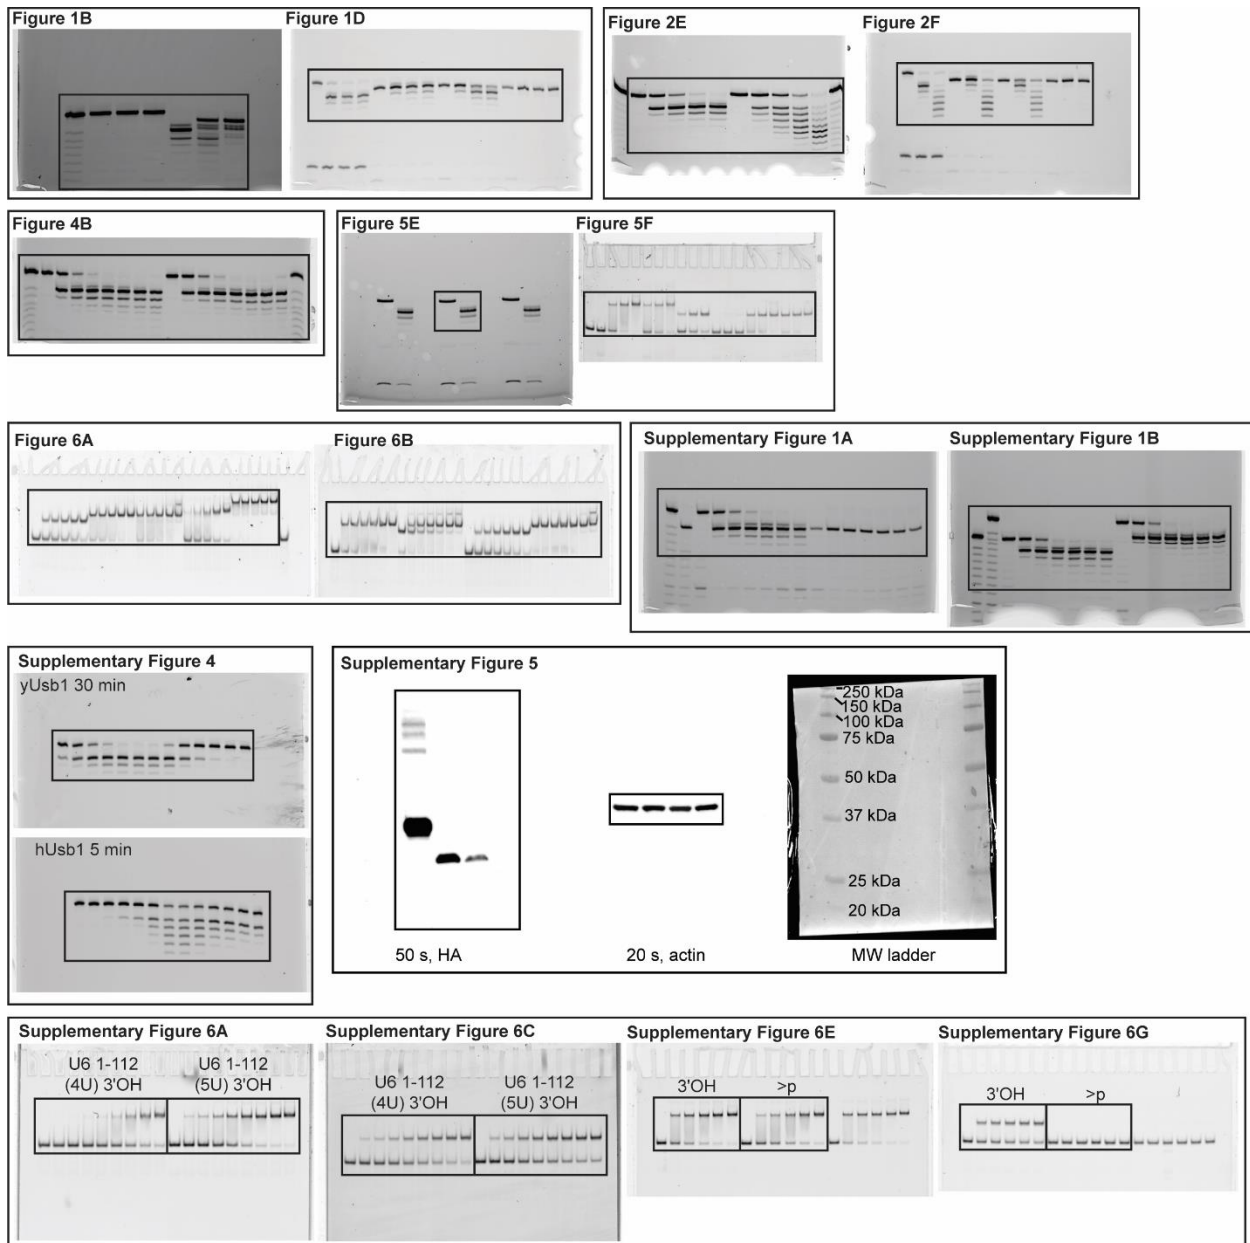 Figure 1B
Figure 1D
Figure 2E
Figure 2F
Figure 4B
Figure 5E
Figure 5F
Figure 6A
Figure 6B
Supplementary Figure 1A
Supplementary Figure 1B
Supplementary Figure 4
yUsb1 30 min
hUsb1 5 min
Supplementary Figure 5
250 kDa
150 kDa
100 kDa
75 kDa
50 kDa
37 kDa
25 kDa
20 kDa
50 s, HA
20 s, actin
MW ladder
Supplementary Figure 6A
U6 1-112
(4U) 3'OH
U6 1-112
(5U) 3'OH
Supplementary Figure 6C
U6 1-112
(4U) 3'OH
U6 1-112
(5U) 3'OH
Supplementary Figure 6E
3'OH
>p
Supplementary Figure 6G
3'OH
>p